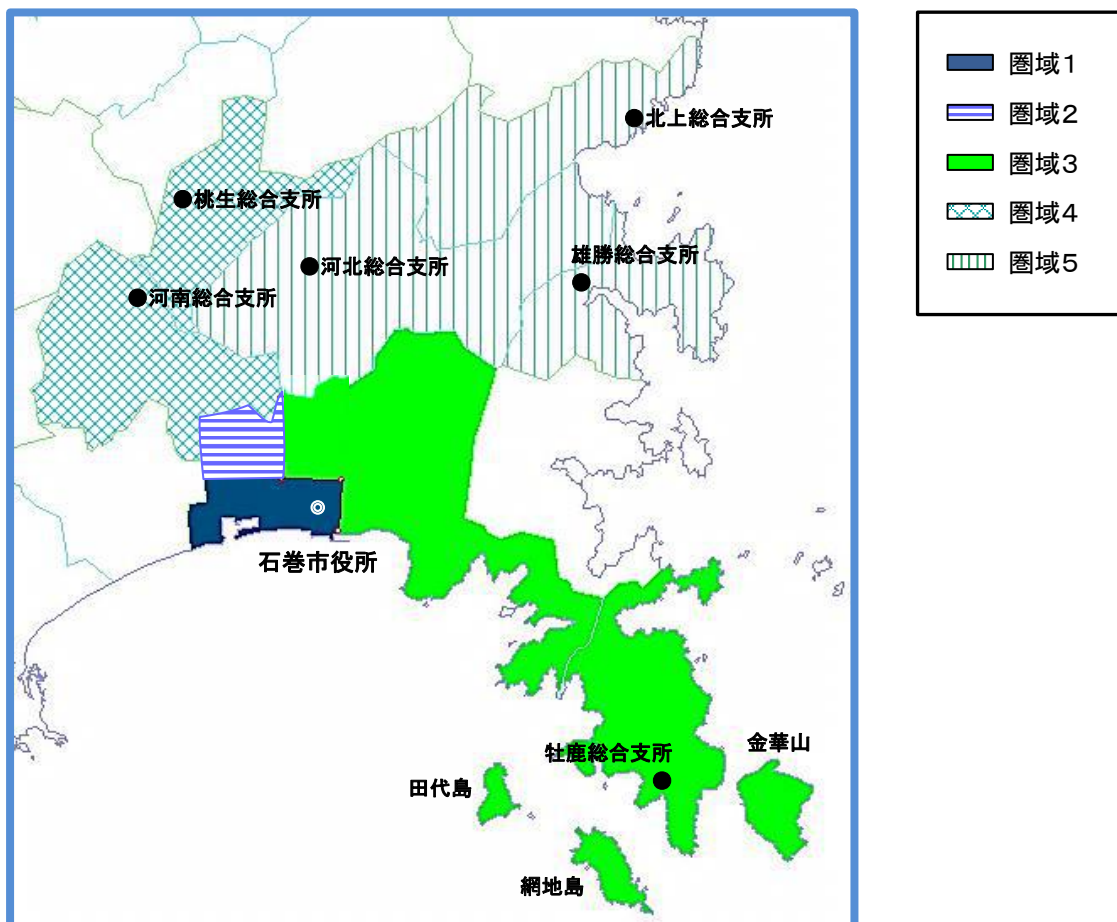 圏域1
圏域2
圏域3
圏域4
圏域5
北上総合支所
桃生総合支所
雄勝総合支所
河北総合支所
河南総合支所
石巻市役所
金華山
牡鹿総合支所
田代島
網地島